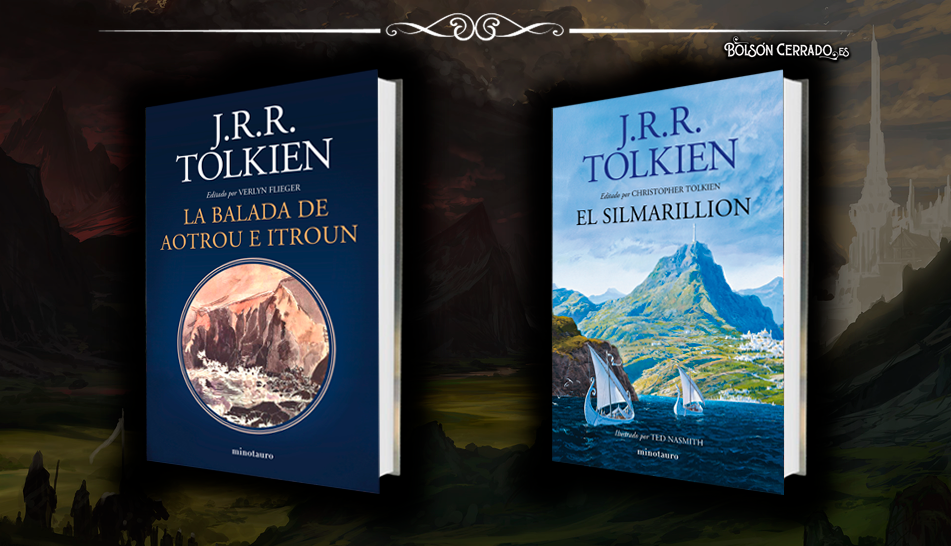 BOLSÓN CERRADO.ES
J.R.R.
TOLKIEN
Editado por VERLYN FLIEGER
LA BALADA DE
AOTROU E ITROUN
minotauro
J.R.R.
TOLKIEN
Editado por CHRISTOPHER TOLKIEN
EL SILMARILLION
Ilustrado por TED NASMITH
minotauro